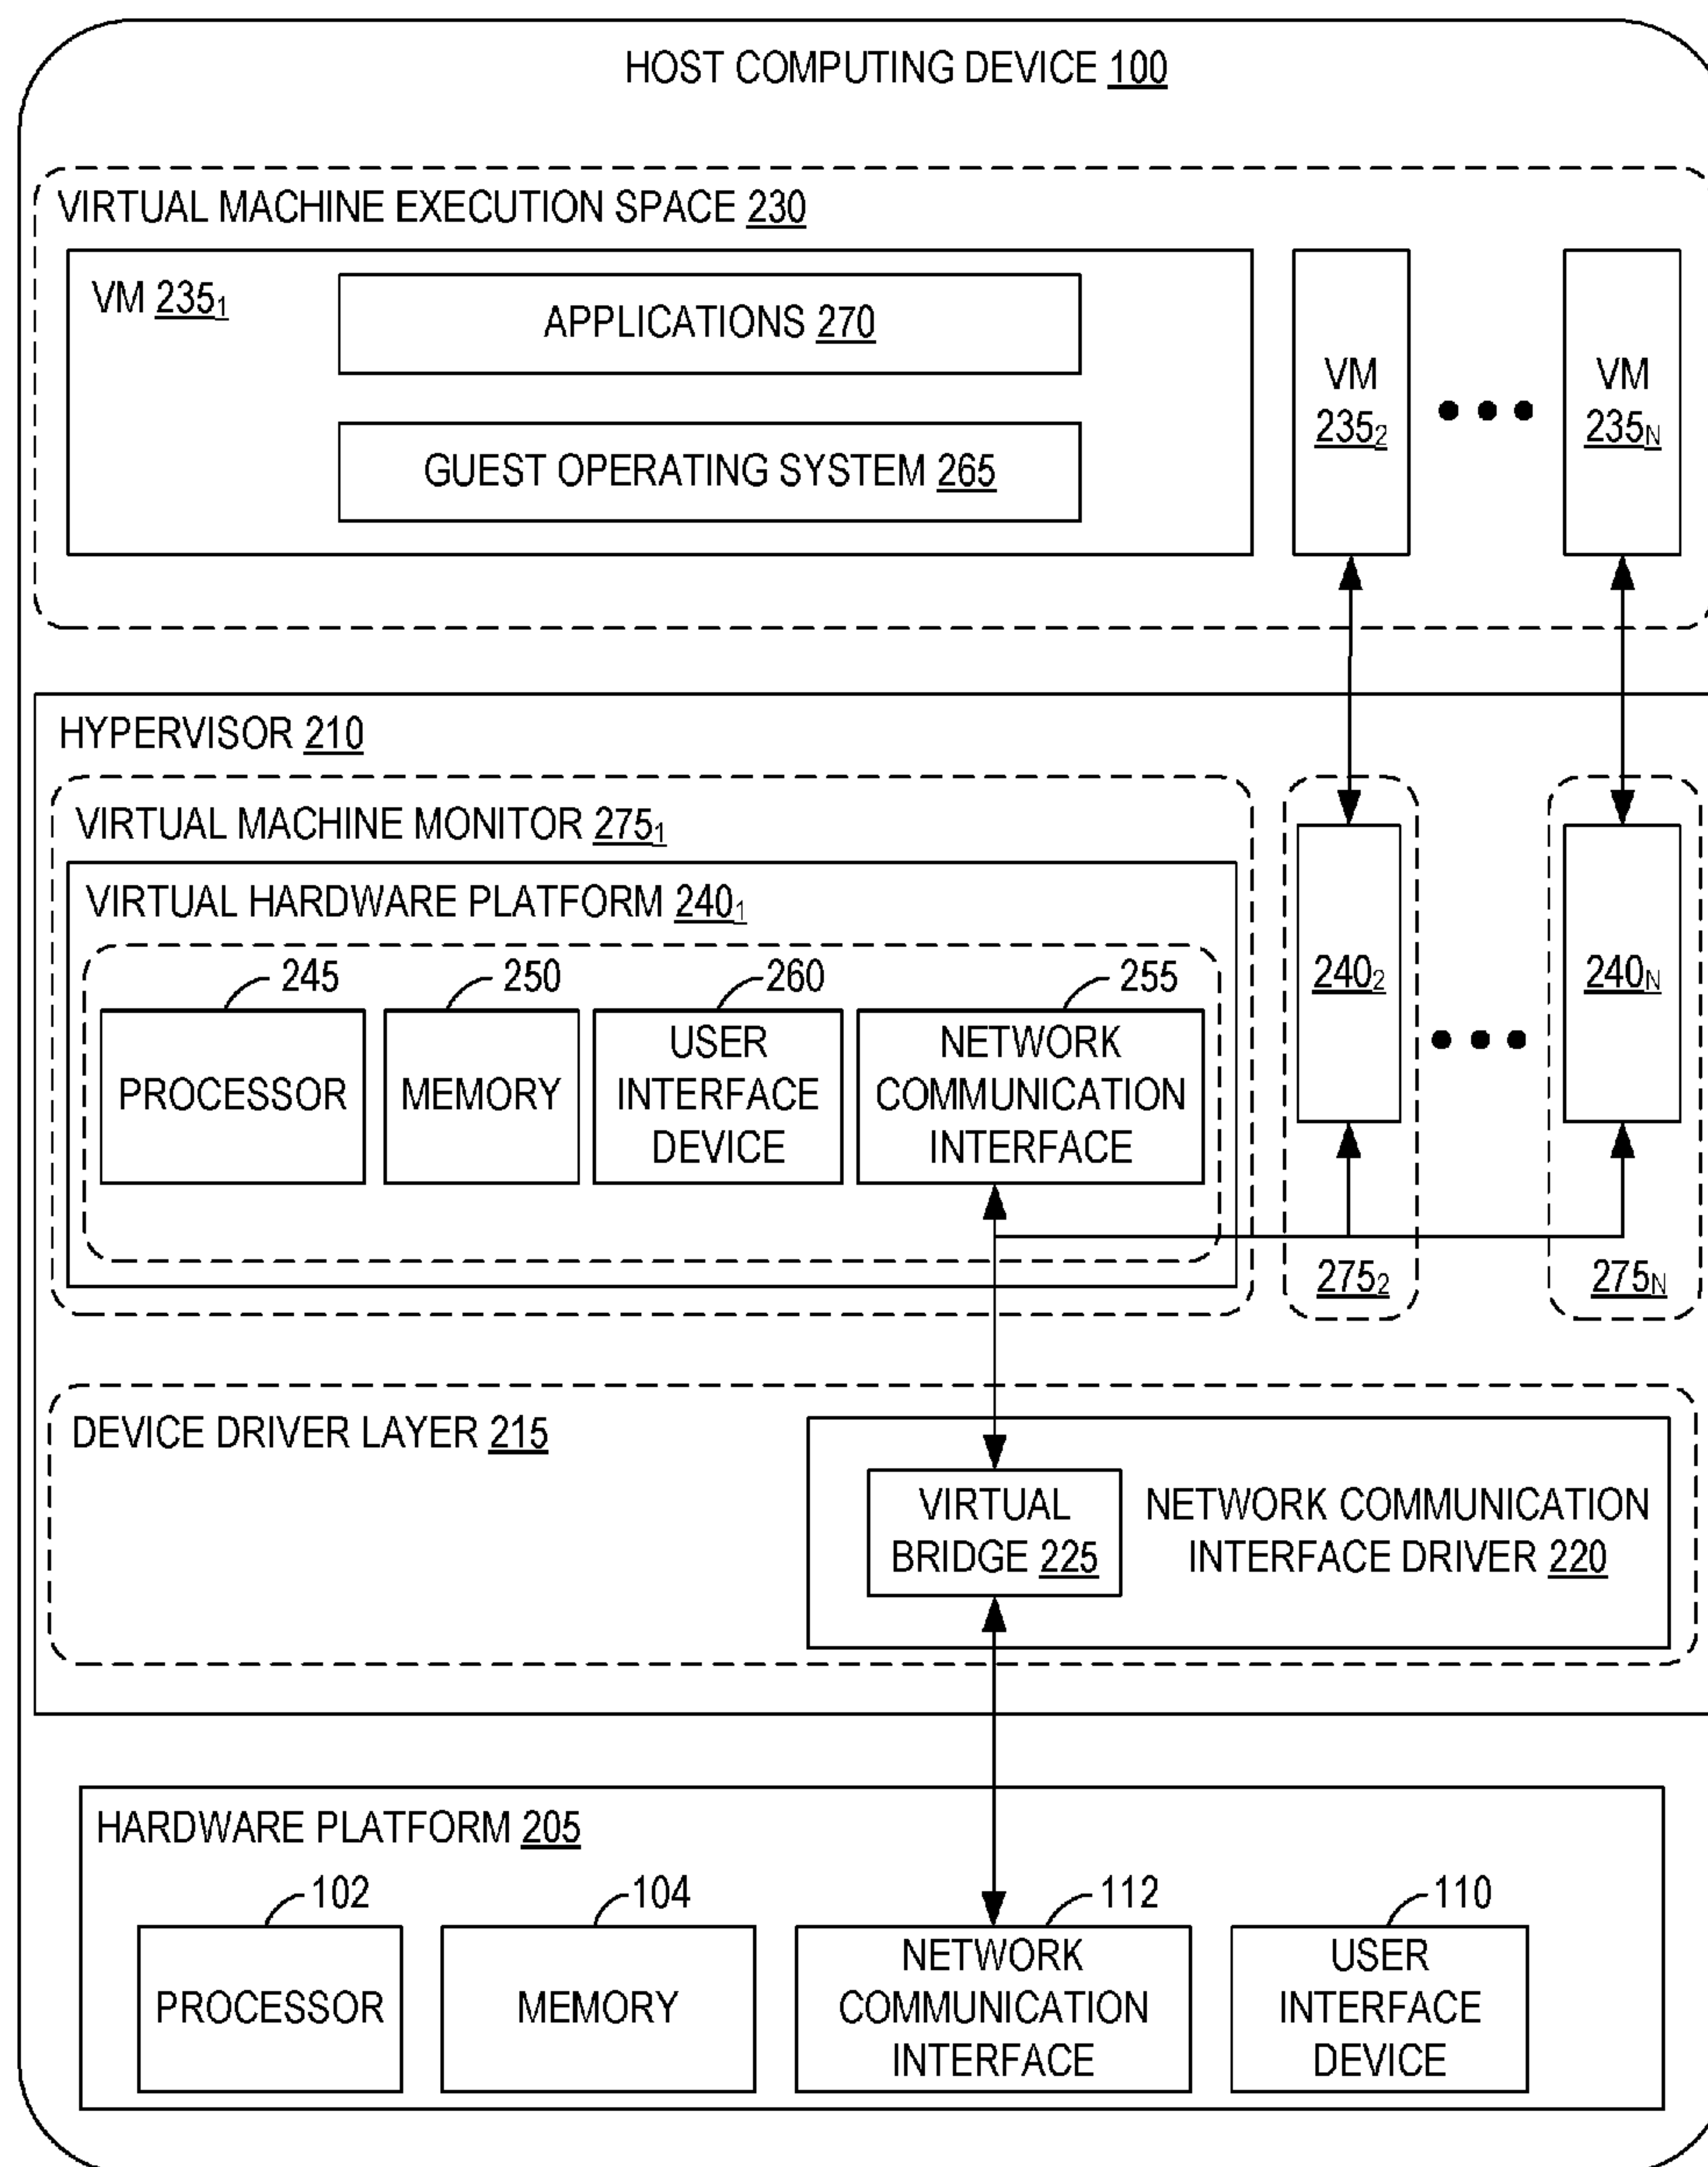 HOST COMPUTING DEVICE 100
VIRTUAL MACHINE EXECUTION SPACE 230
VM 235₁
APPLICATIONS 270
GUEST OPERATING SYSTEM 265
VM
235₂
VM
235N
HYPERVISOR 210
VIRTUAL MACHINE MONITOR 275₁
VIRTUAL HARDWARE PLATFORM 240₁
245
250
260
255
PROCESSOR
MEMORY
USER
INTERFACE
DEVICE
NETWORK
COMMUNICATION
INTERFACE
240₂
240N
275₂
275N
DEVICE DRIVER LAYER 215
VIRTUAL
BRIDGE 225
NETWORK COMMUNICATION
INTERFACE DRIVER 220
HARDWARE PLATFORM 205
102
104
112
110
PROCESSOR
MEMORY
NETWORK
COMMUNICATION
INTERFACE
USER
INTERFACE
DEVICE